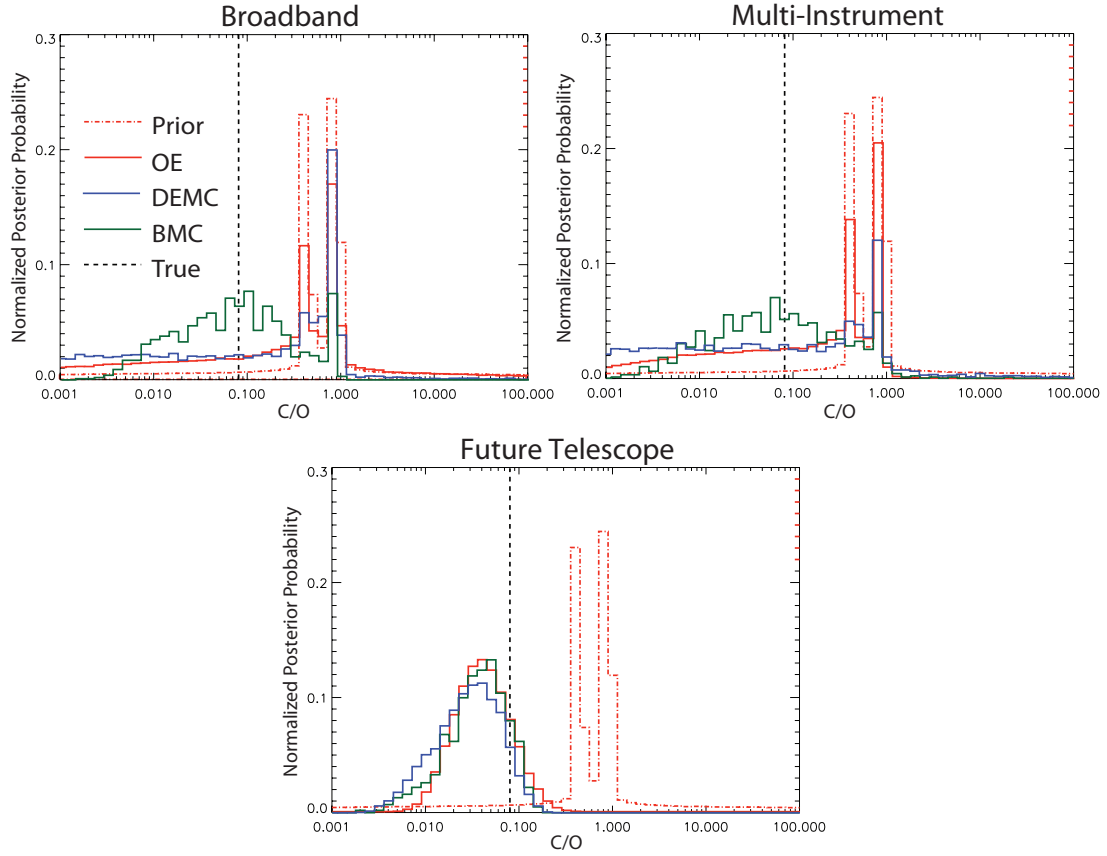 Broadband
Normalized Posterior Probability
0.3
0.2
0.1
0.0
Prior
OE
DEMC
BMC
True
0.001 0.010 0.100 1.000 10.000 100.000
C/O
Multi-Instrument
Normalized Posterior Probability
0.3
0.2
0.1
0.0
0.001 0.010 0.100 1.000 10.000 100.000
C/O
Future Telescope
Normalized Posterior Probability
0.3
0.2
0.1
0.0
0.001 0.010 0.100 1.000 10.000 100.000
C/O